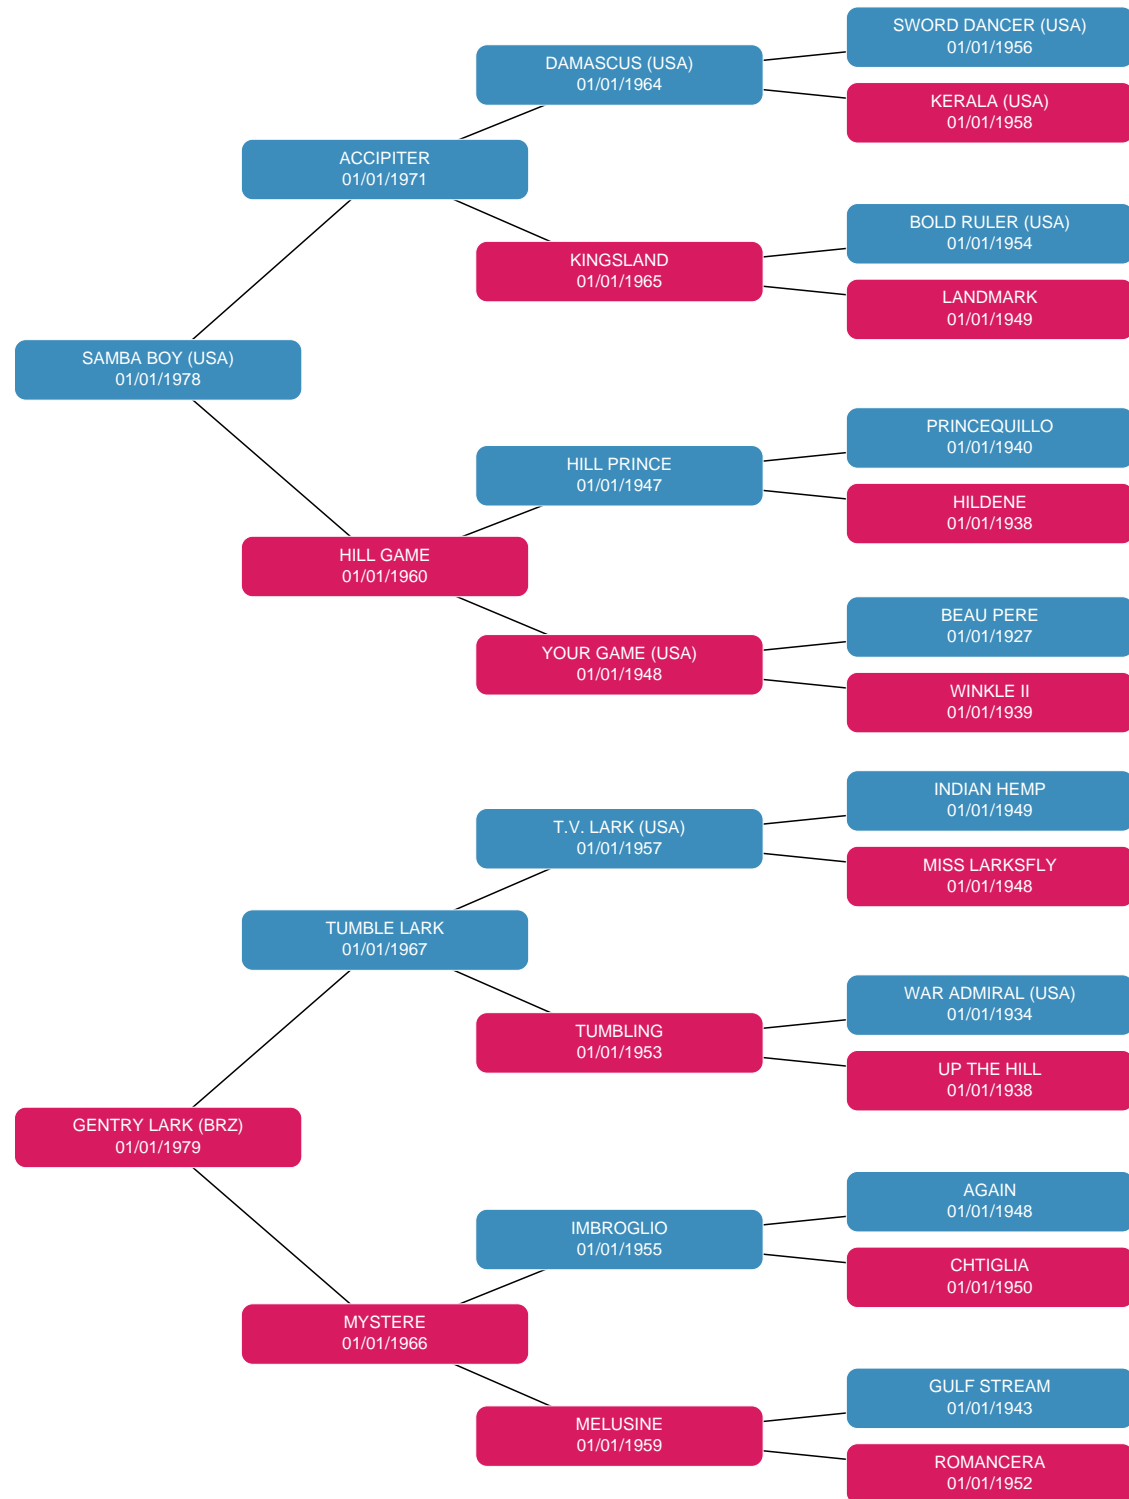 SWORD DANCER (USA)
01/01/1956
DAMASCUS (USA)
01/01/1964
KERALA (USA)
01/01/1958
ACCIPITER
01/01/1971
BOLD RULER (USA)
01/01/1954
KINGSLAND
01/01/1965
LANDMARK
01/01/1949
SAMBA BOY (USA)
01/01/1978
PRINCEQUILLO
01/01/1940
HILL PRINCE
01/01/1947
HILDENE
01/01/1938
HILL GAME
01/01/1960
BEAU PERE
01/01/1927
YOUR GAME (USA)
01/01/1948
WINKLE II
01/01/1939
INDIAN HEMP
01/01/1949
T.V. LARK (USA)
01/01/1957
MISS LARKSFLY
01/01/1948
TUMBLE LARK
01/01/1967
WAR ADMIRAL (USA)
01/01/1934
TUMBLING
01/01/1953
UP THE HILL
01/01/1938
GENTRY LARK (BRZ)
01/01/1979
AGAIN
01/01/1948
IMBROGLIO
01/01/1955
CHTIGLIA
01/01/1950
MYSTERE
01/01/1966
GULF STREAM
01/01/1943
MELUSINE
01/01/1959
ROMANCERA
01/01/1952